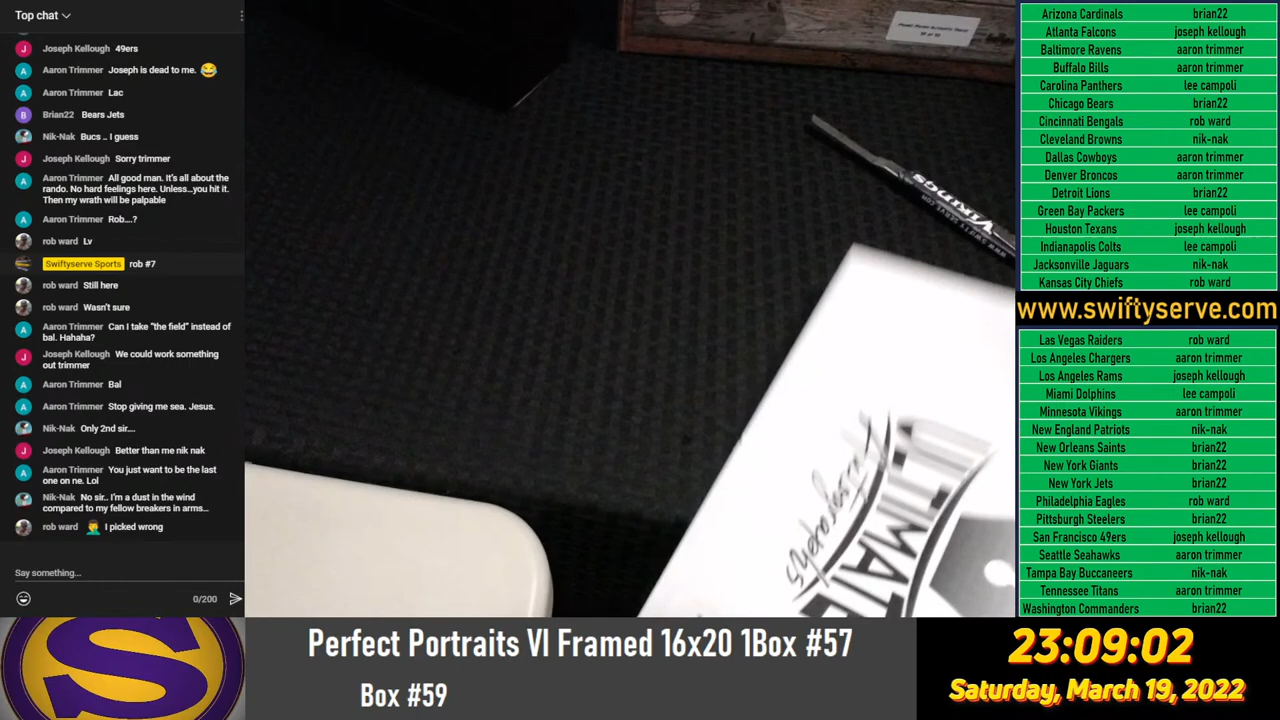 Top chat
Joseph Kellough 49ers
Aaron Trimmer Joseph is dead to me. 😂
Aaron Trimmer Lac
Brian22 Bears Jets
Nik-Nak Bucs .. I guess
Joseph Kellough Sorry trimmer
Aaron Trimmer All good man. It's all about the
rando. No hard feelings here. Unless...you hit it.
Then my wrath will be palpable
Aaron Trimmer Rob....?
rob ward Lv
Swiftyserve Sports rob #7
rob ward Still here
rob ward Wasn't sure
Aaron Trimmer Can I take "the field" instead of
bal. Hahaha?
Joseph Kellough We could work something
out trimmer
Aaron Trimmer Bal
Aaron Trimmer Stop giving me sea. Jesus.
Nik-Nak Only 2nd sir....
Joseph Kellough Better than me nik nak
Aaron Trimmer You just want to be the last
one on ne. Lol
Nik-Nak No sir.. I'm a dust in the wind
compared to my fellow breakers in arms...
rob ward 🤦‍♂️ I picked wrong
Say something...
0/200
VIKINGS
WWW.SWIFTYSERVE.COM
ULTIMATE
Autographs
Arizona Cardinals brian22
Atlanta Falcons joseph kellough
Baltimore Ravens aaron trimmer
Buffalo Bills aaron trimmer
Carolina Panthers lee campoli
Chicago Bears brian22
Cincinnati Bengals rob ward
Cleveland Browns nik-nak
Dallas Cowboys aaron trimmer
Denver Broncos aaron trimmer
Detroit Lions brian22
Green Bay Packers lee campoli
Houston Texans joseph kellough
Indianapolis Colts lee campoli
Jacksonville Jaguars nik-nak
Kansas City Chiefs rob ward
www.swiftyserve.com
Las Vegas Raiders rob ward
Los Angeles Chargers aaron trimmer
Los Angeles Rams joseph kellough
Miami Dolphins lee campoli
Minnesota Vikings aaron trimmer
New England Patriots nik-nak
New Orleans Saints brian22
New York Giants brian22
New York Jets brian22
Philadelphia Eagles rob ward
Pittsburgh Steelers brian22
San Francisco 49ers joseph kellough
Seattle Seahawks aaron trimmer
Tampa Bay Buccaneers nik-nak
Tennessee Titans aaron trimmer
Washington Commanders brian22
S
Perfect Portraits VI Framed 16x20 1Box #57
Box #59
23:09:02
Saturday, March 19, 2022